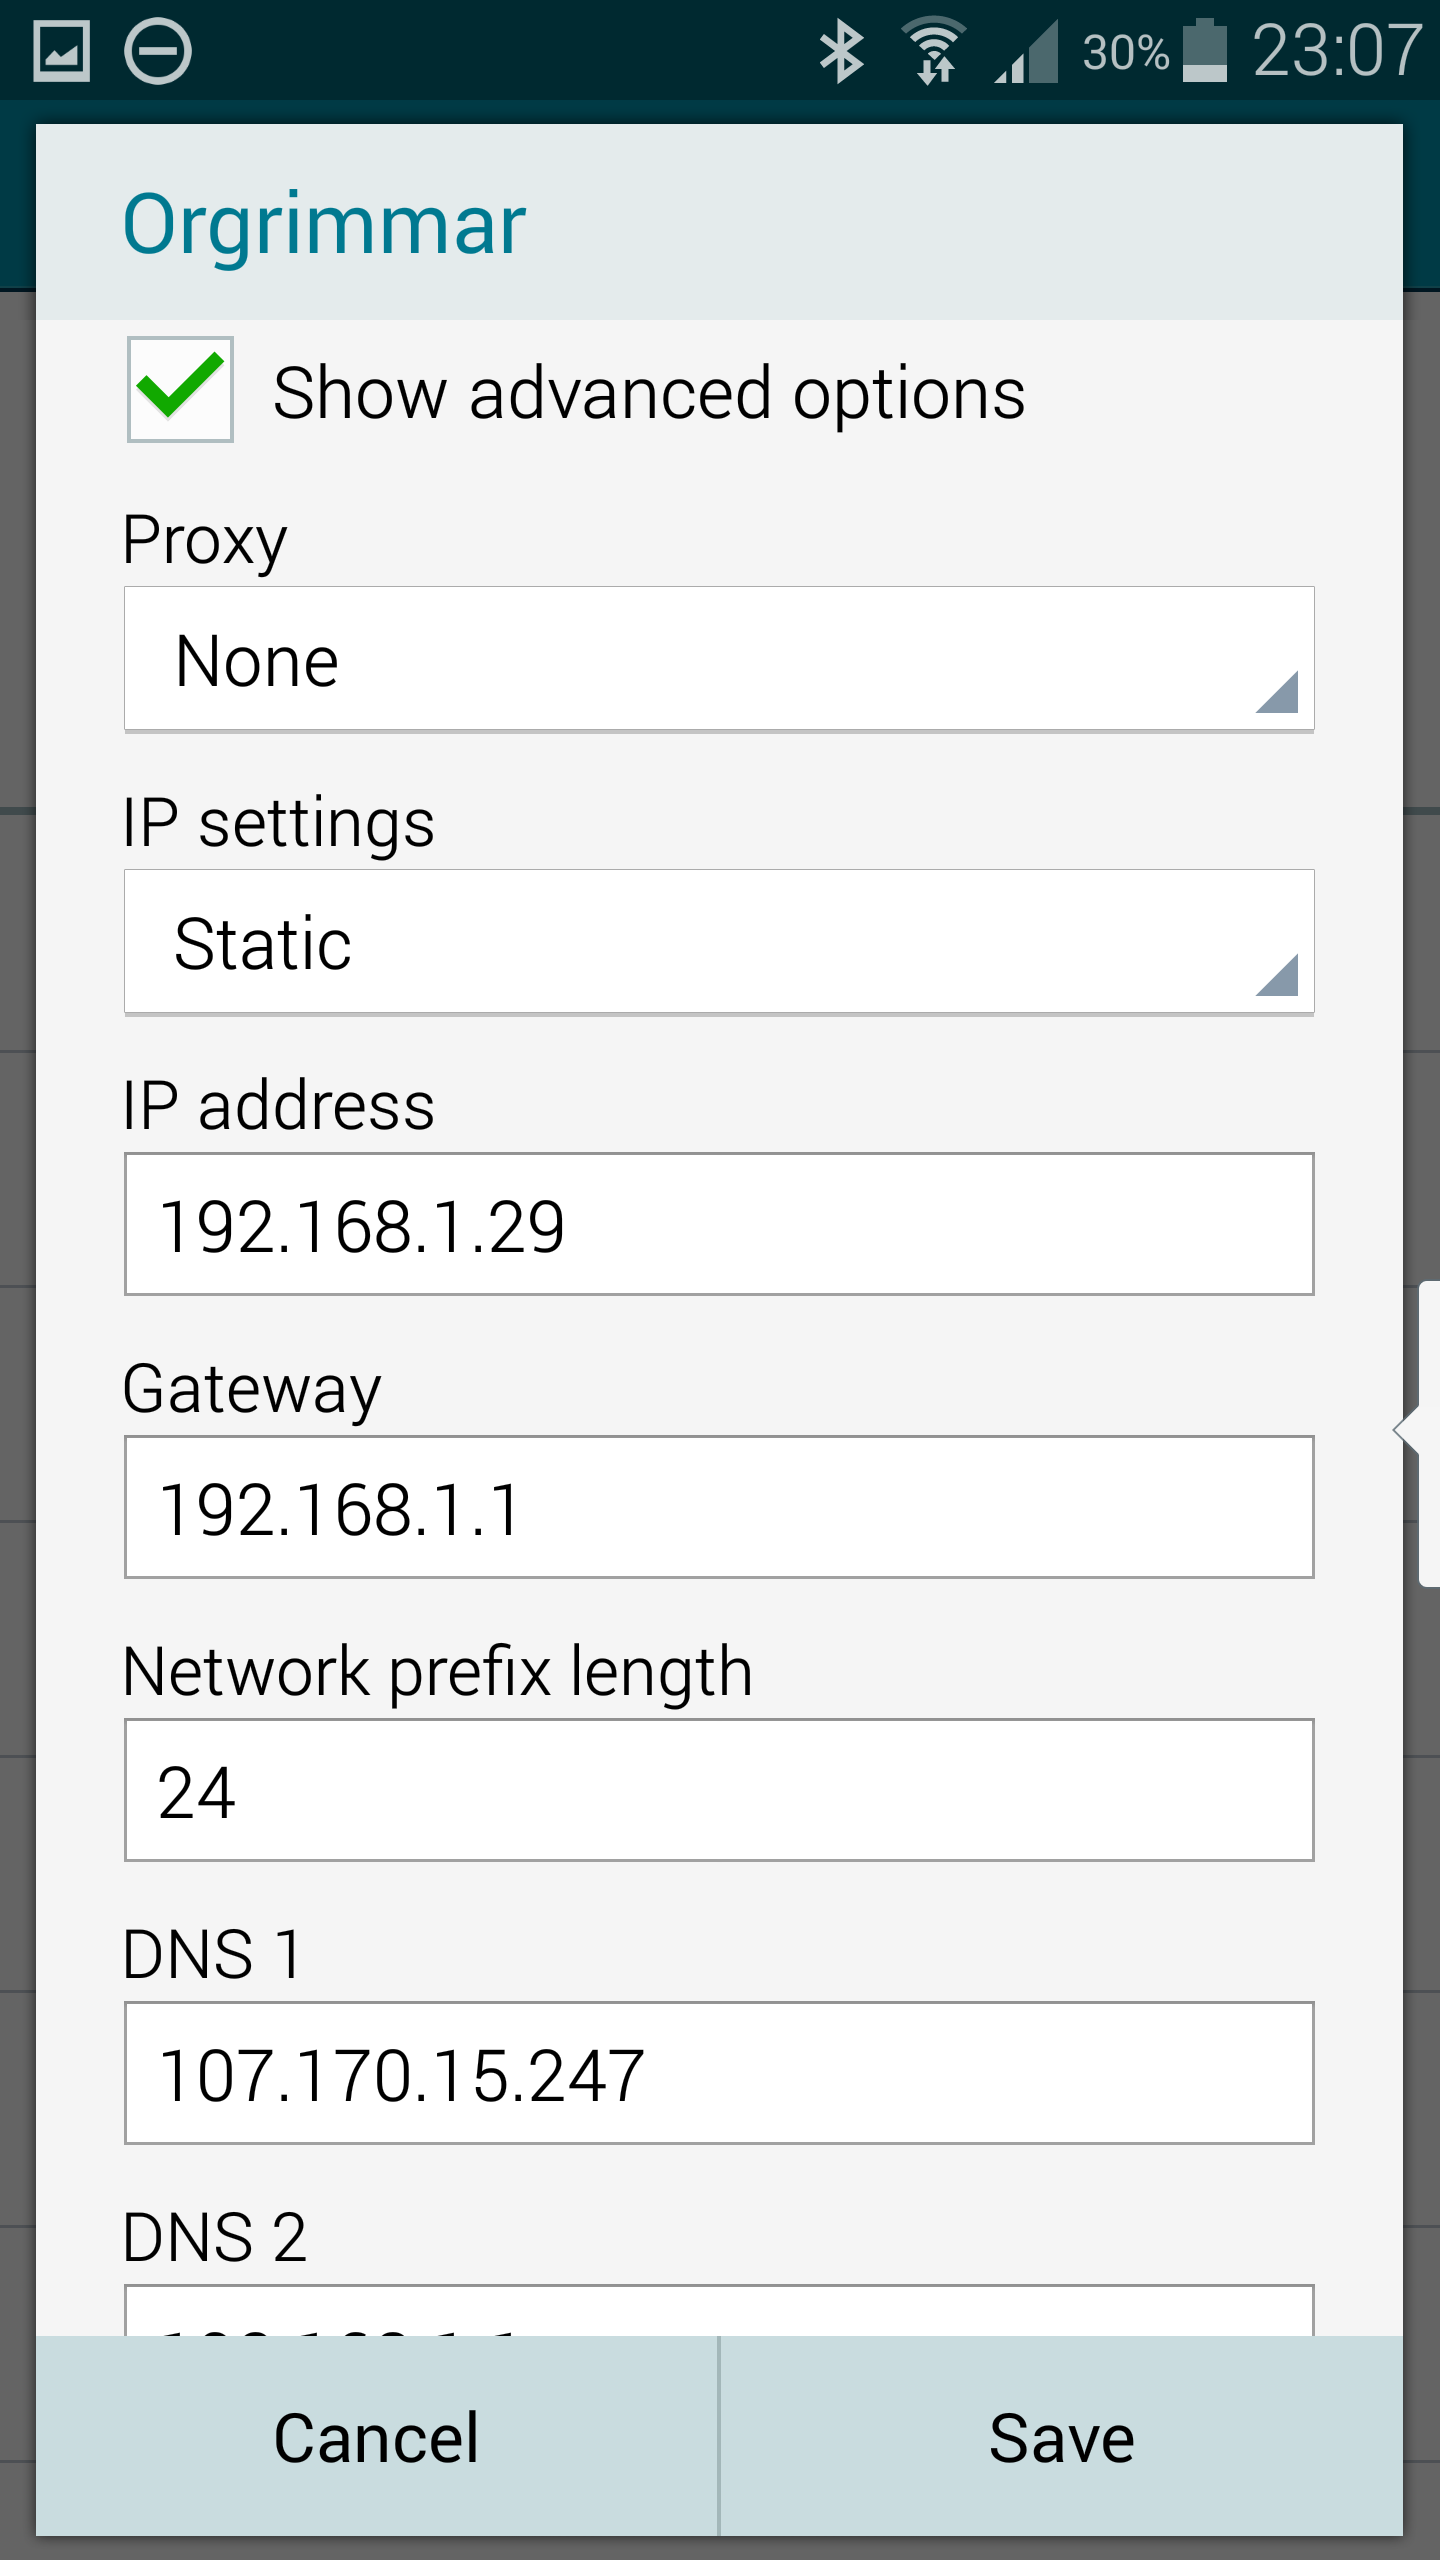 30% 23:07
Orgrimmar
Show advanced options
Proxy
None
IP settings
Static
IP address
192.168.1.29
Gateway
192.168.1.1
Network prefix length
24
DNS 1
107.170.15.247
DNS 2
Cancel Save